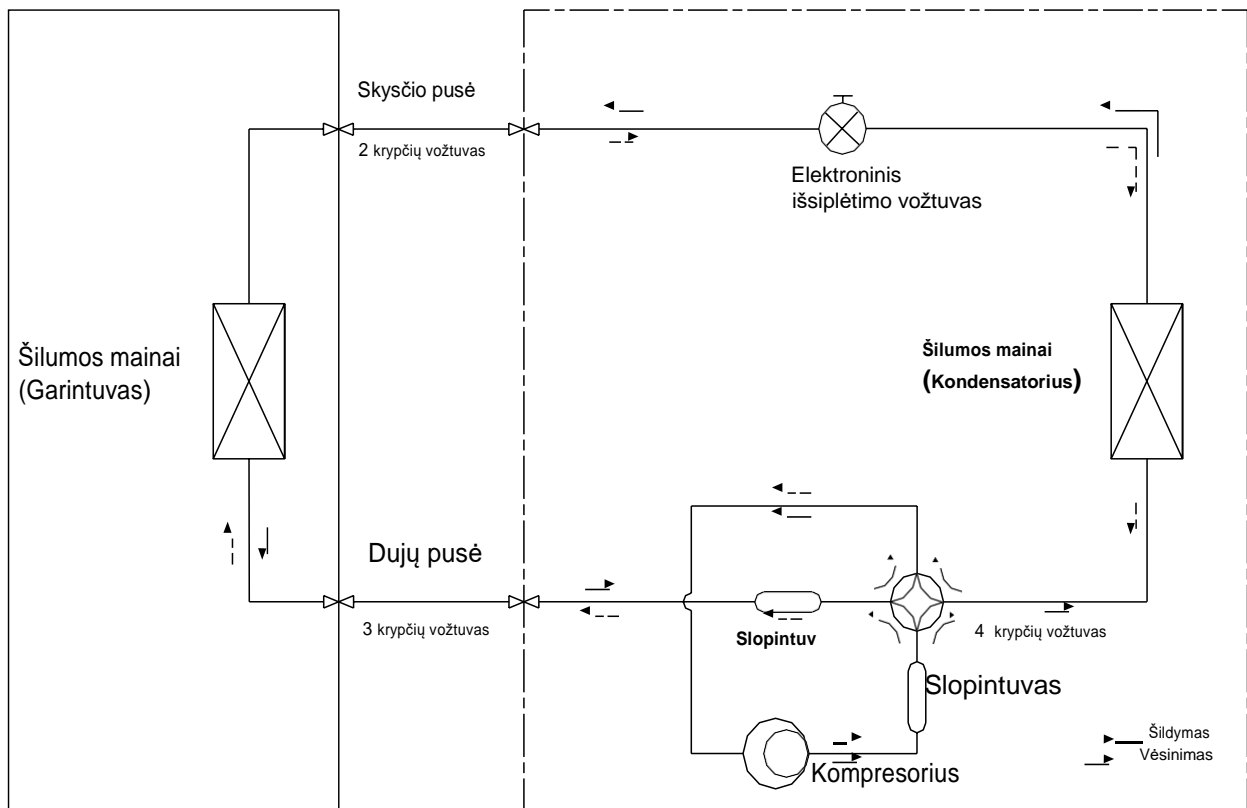 Skysčio pusė
2 krypčių vožtuvas
Elektroninis
išsiplėtimo vožtuvas
Šilumos mainai
(Garintuvas)
Šilumos mainai
(Kondensatorius)
Dujų pusė
3 krypčių vožtuvas
Slopintuv
4 krypčių vožtuvas
Slopintuvas
Kompresorius
Šildymas
Vėsinimas